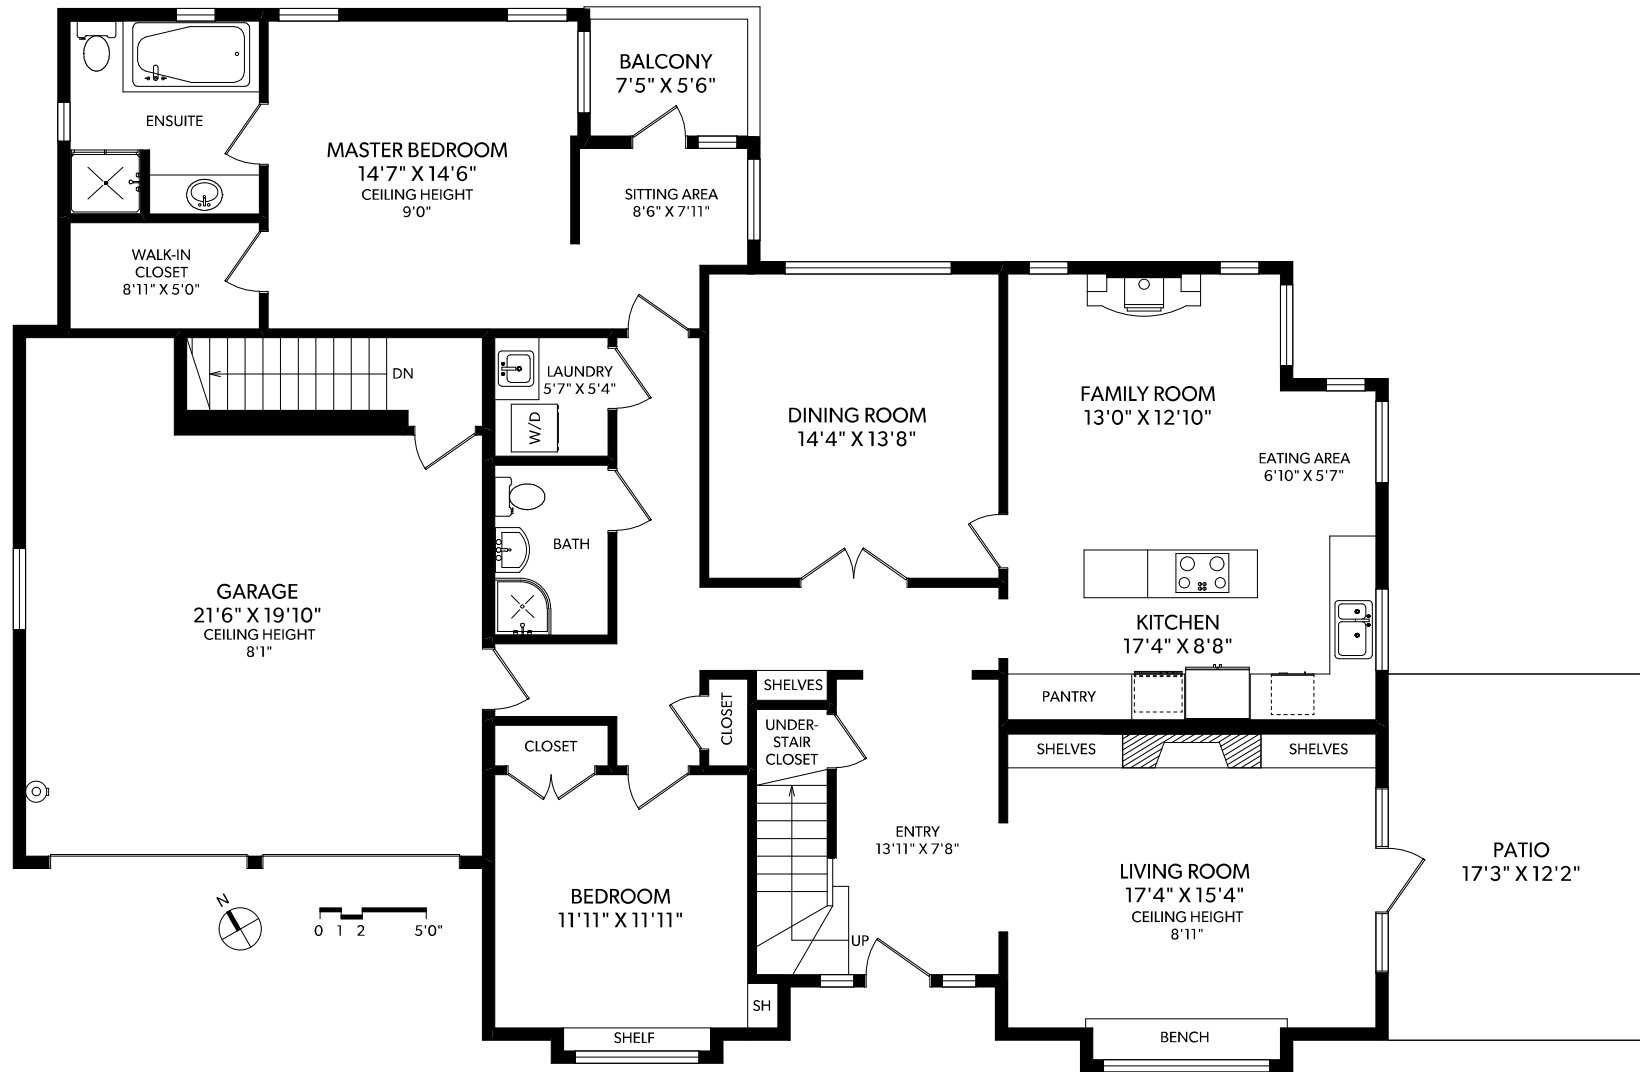 BALCONY
7'5" X 5'6"
ENSUITE
MASTER BEDROOM
14'7" X 14'6"
CEILING HEIGHT
9'0"
SITTING AREA
8'6" X 7'11"
WALK-IN
CLOSET
8'11" X 5'0"
DN
LAUNDRY
5'7" X 5'4"
W/D
DINING ROOM
14'4" X 13'8"
FAMILY ROOM
13'0" X 12'10"
EATING AREA
6'10" X 5'7"
BATH
GARAGE
21'6" X 19'10"
CEILING HEIGHT
8'1"
KITCHEN
17'4" X 8'8"
PANTRY
SHELVES
CLOSET
UNDER-
STAIR
CLOSET
CLOSET
SHELVES
SHELVES
ENTRY
13'11" X 7'8"
LIVING ROOM
17'4" X 15'4"
CEILING HEIGHT
8'11"
PATIO
17'3" X 12'2"
BEDROOM
11'11" X 11'11"
N
0 1 2 5'0"
UP
SH
SHELF
BENCH